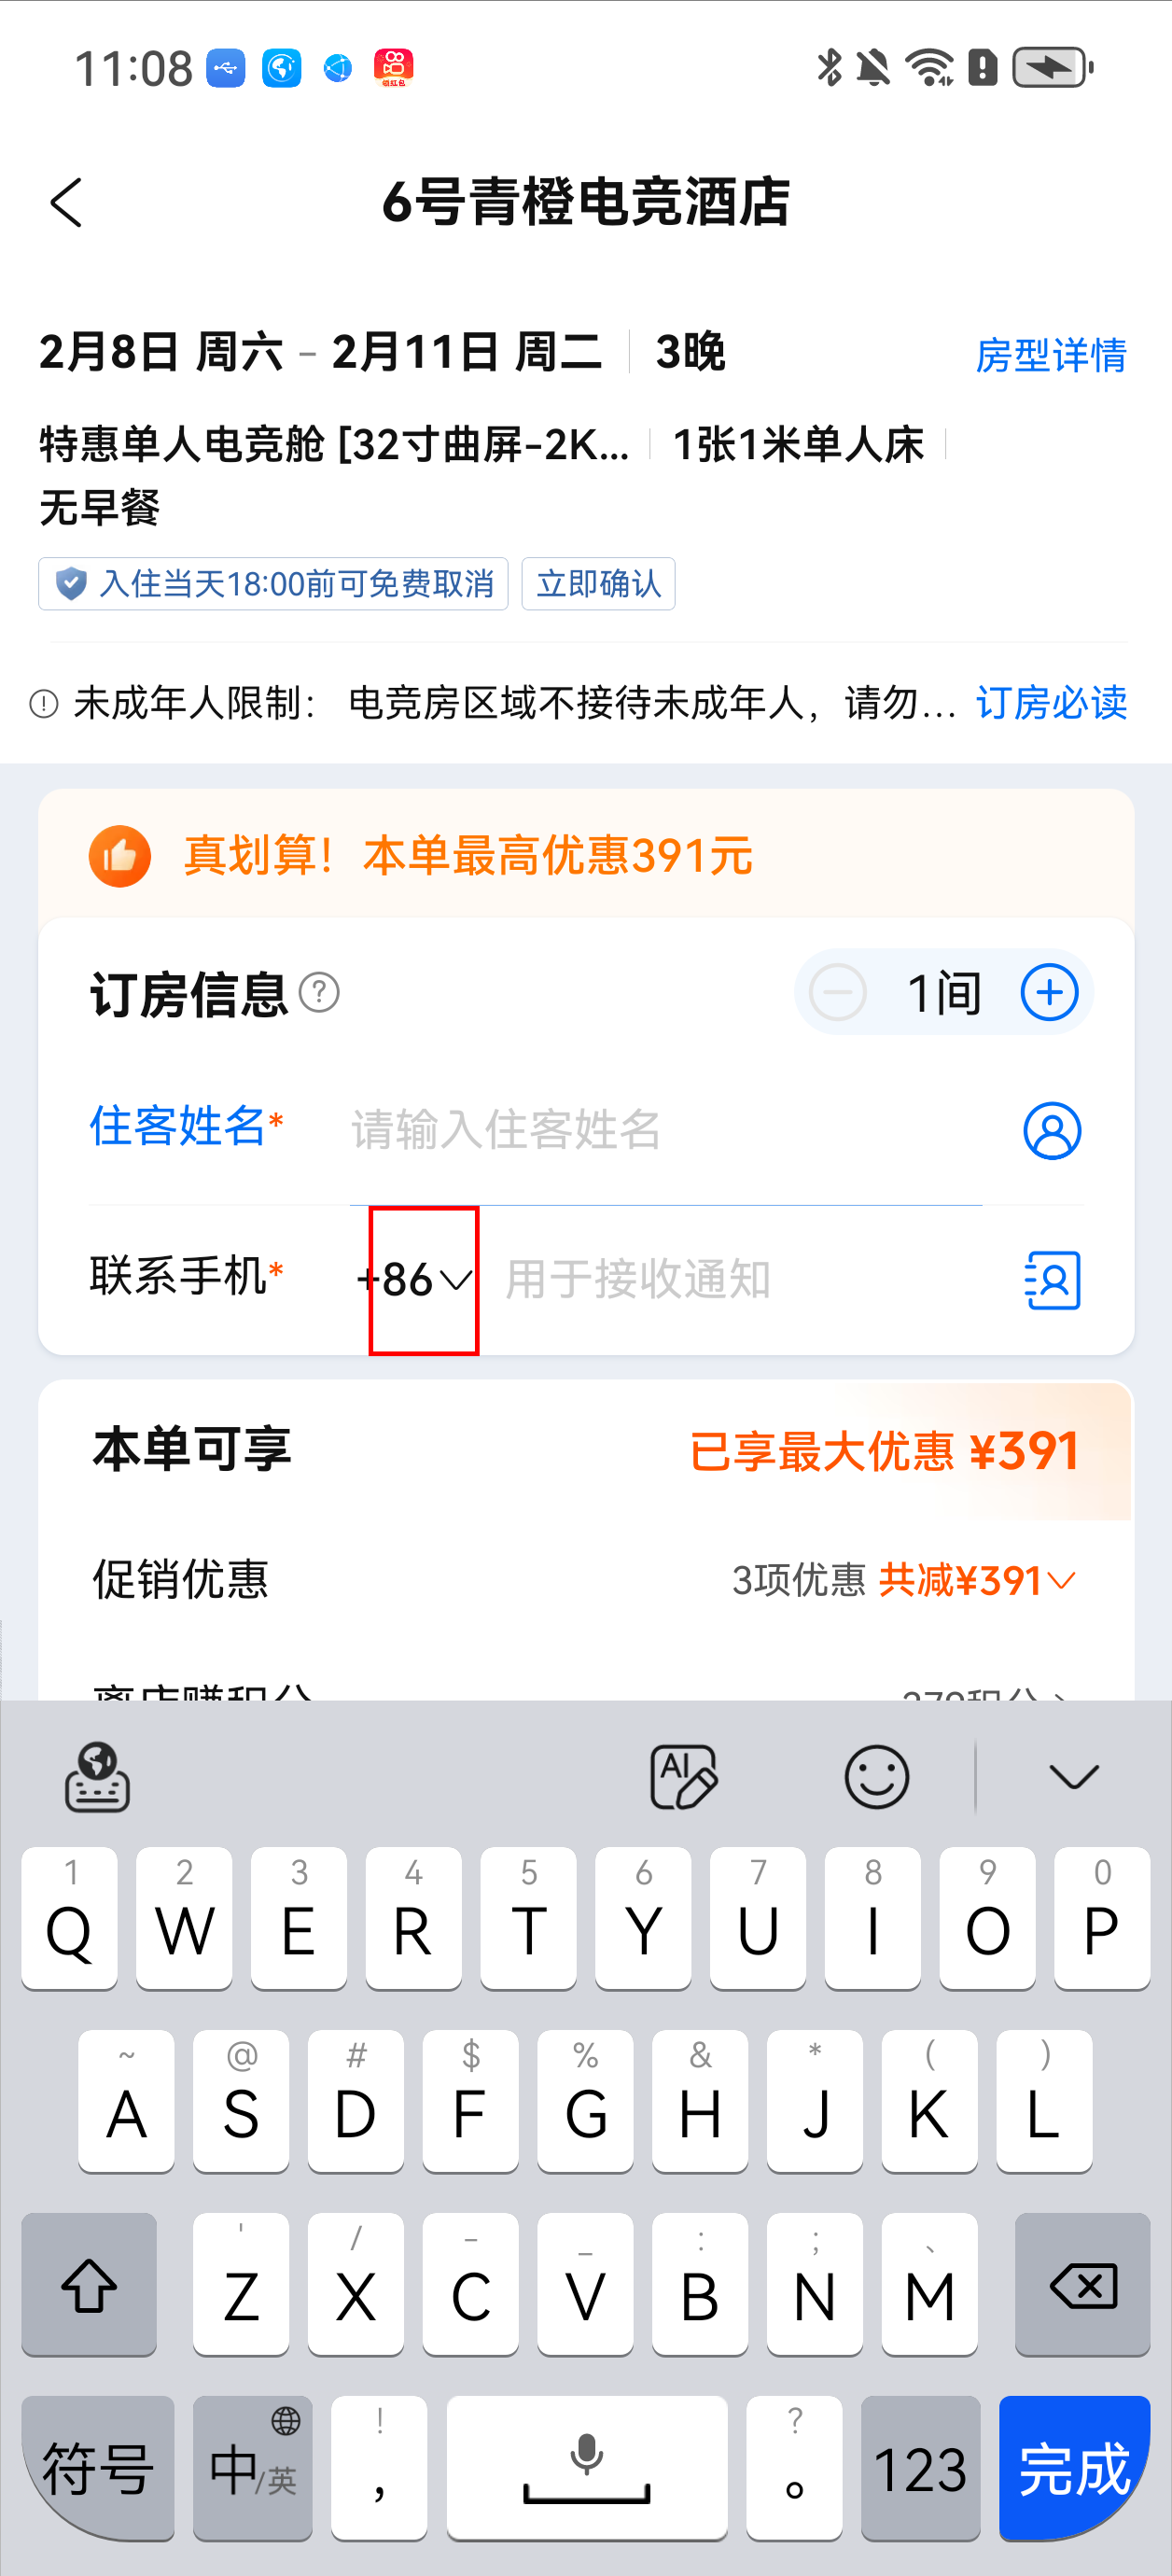 11:08
6号青橙电竞酒店
2月8日 周六 - 2月11日 周二 3晚 房型详情
特惠单人电竞舱 [32寸曲屏-2K... 1张1米单人床
无早餐
入住当天18:00前可免费取消 立即确认
未成年人限制： 电竞房区域不接待未成年人，请勿... 订房必读
真划算！本单最高优惠391元
订房信息 ? 1间
住客姓名* 请输入住客姓名
联系手机* +86 用于接收通知
本单可享 已享最大优惠 ¥391
促销优惠 3项优惠 共减¥391
AI
1 2 3 4 5 6 7 8 9 0
Q W E R T Y U I O P
~ @ # $ % & * ( )
A S D F G H J K L
' / - _ : ; 、
Z X C V B N M
! ?
符号 中/英 , 。 123 完成